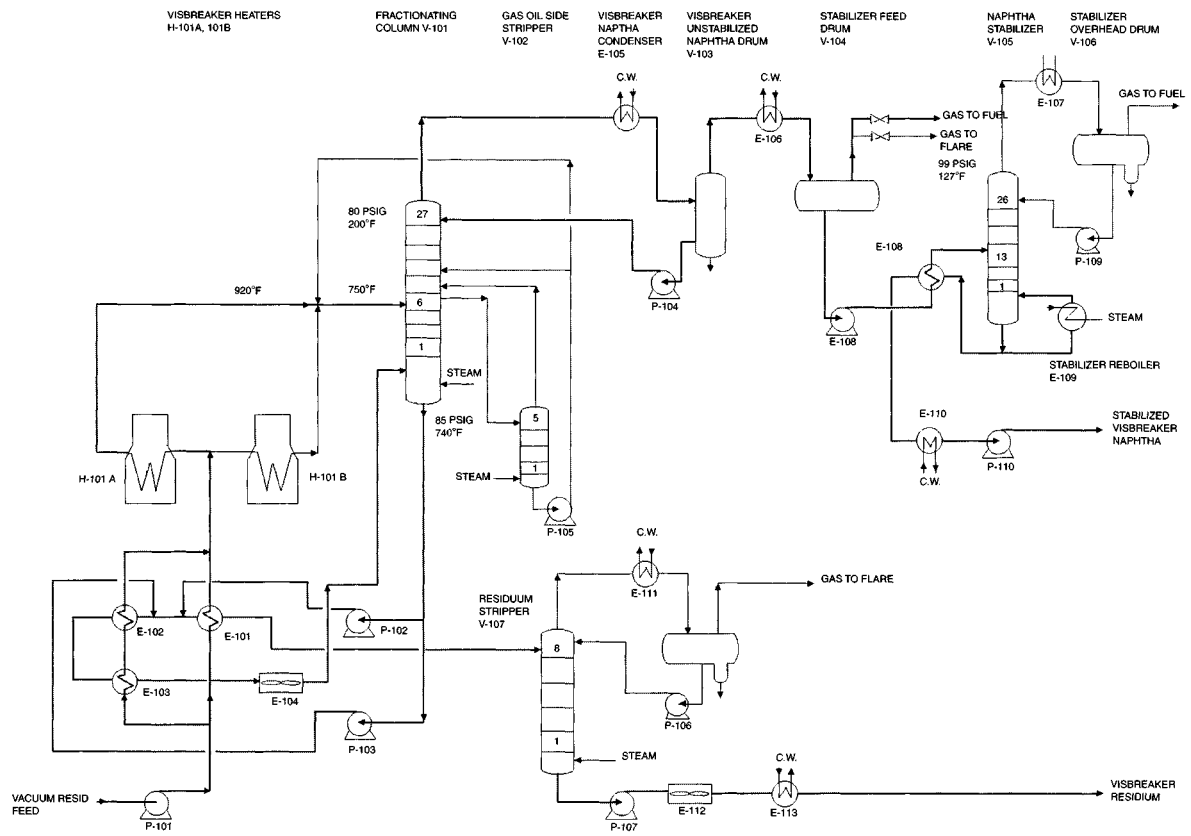 VISBREAKER HEATERS
H-101A, 101B
FRACTIONATING
COLUMN V-101
GAS OIL SIDE
STRIPPER
V-102
VISBREAKER
NAPTHA
CONDENSER
E-105
VISBREAKER
UNSTABILIZED
NAPHTHA DRUM
V-103
STABILIZER FEED
DRUM
V-104
NAPHTHA
STABILIZER
V-105
STABILIZER
OVERHEAD DRUM
V-106
C.W.
C.W.
E-107
GAS TO FUEL
E-106
GAS TO FUEL
GAS TO
FLARE
99 PSIG
127°F
80 PSIG
200°F
27
26
E-108
P-109
13
920°F
750°F
6
P-104
1
STEAM
E-108
1
STEAM
STABILIZER REBOILER
E-109
85 PSIG
740°F
5
1
STEAM
P-105
E-110
C.W.
P-110
STABILIZED
VISBREAKER
NAPHTHA
H-101 A
H-101 B
C.W.
E-111
GAS TO FLARE
RESIDUUM
STRIPPER
V-107
E-102
E-101
P-102
8
E-103
E-104
P-106
P-103
1
STEAM
C.W.
VACUUM RESID
FEED
P-101
P-107
E-112
E-113
VISBREAKER
RESIDIUM